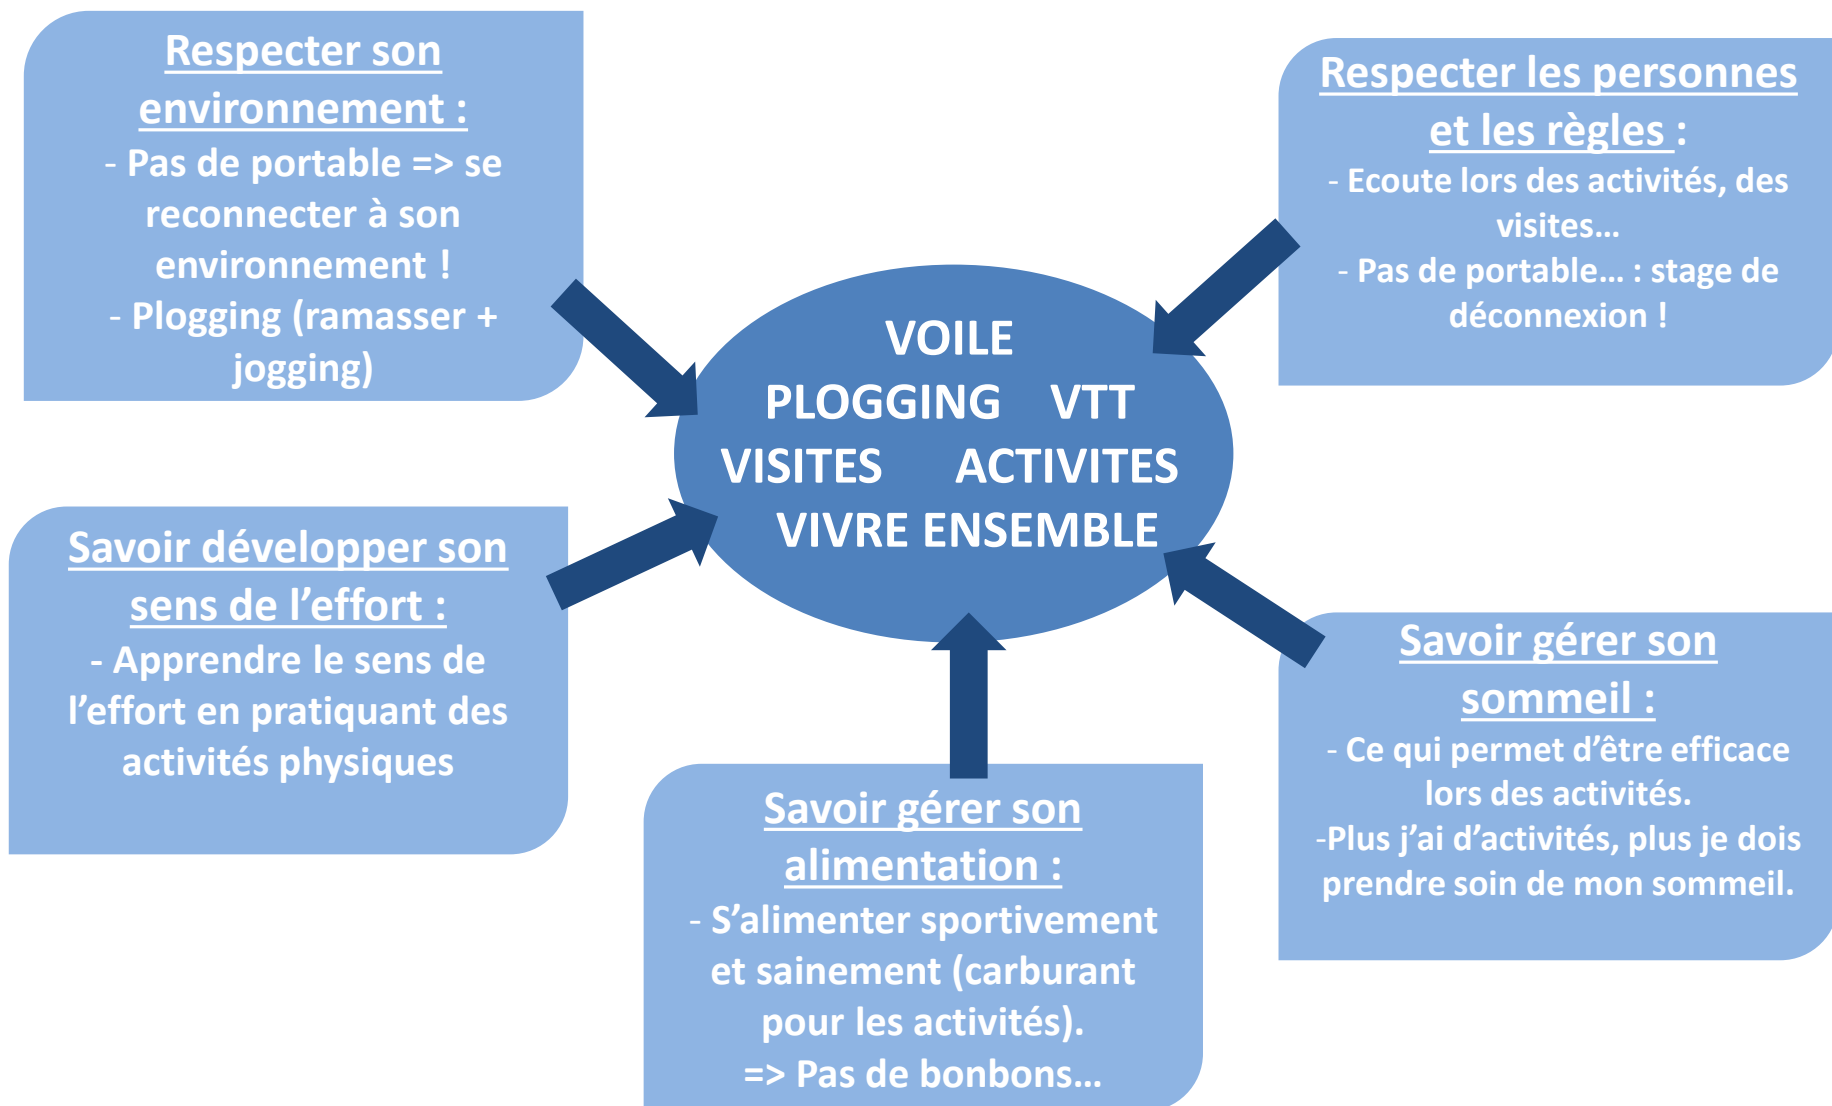 Respecter son
environnement :
- Pas de portable => se
reconnecter à son
environnement !
- Plogging (ramasser +
jogging)
Respecter les personnes
et les règles :
- Ecoute lors des activités, des
visites…
- Pas de portable… : stage de
déconnexion !
VOILE
PLOGGING VTT
VISITES ACTIVITES
VIVRE ENSEMBLE
Savoir développer son
sens de l’effort :
- Apprendre le sens de
l’effort en pratiquant des
activités physiques
Savoir gérer son
alimentation :
- S’alimenter sportivement
et sainement (carburant
pour les activités).
=> Pas de bonbons…
Savoir gérer son
sommeil :
- Ce qui permet d’être efficace
lors des activités.
-Plus j’ai d’activités, plus je dois
prendre soin de mon sommeil.